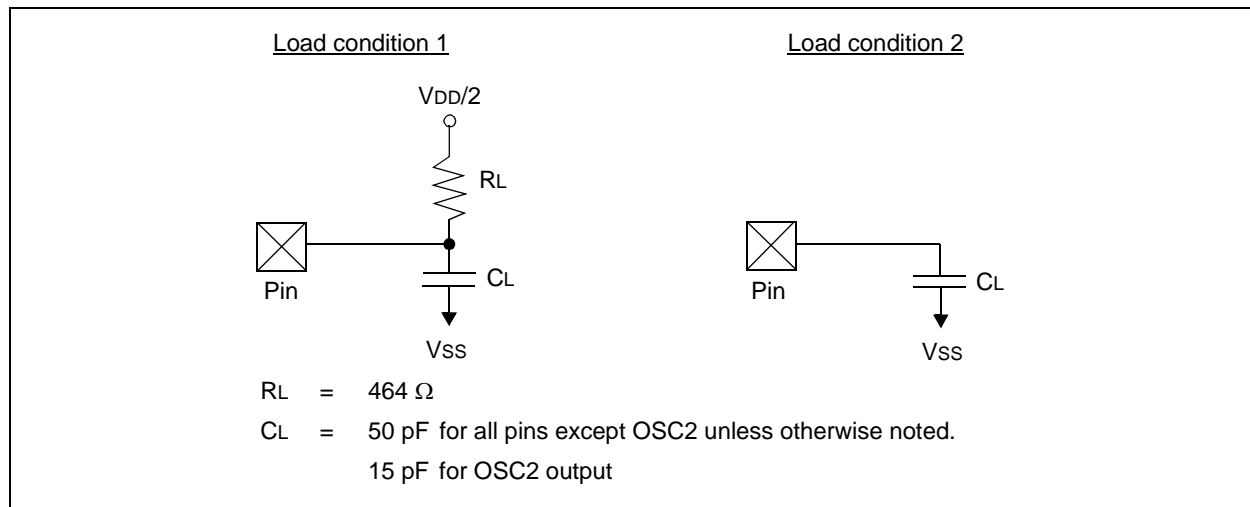 Load condition 1
VDD/2
RL
Pin
CL
VSS
Load condition 2
Pin
CL
VSS
RL = 464 Ω
CL = 50 pF for all pins except OSC2 unless otherwise noted.
15 pF for OSC2 output